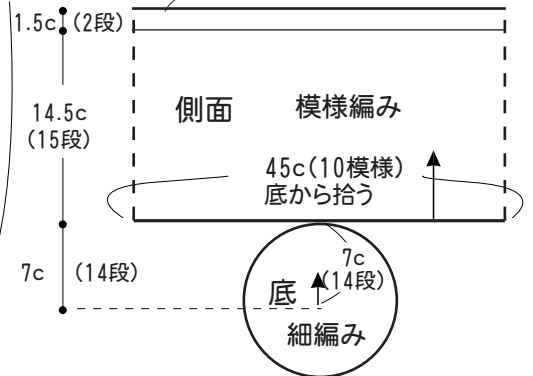 1.5c (2段)
14.5c
(15段)
側面 模様編み
45c(10模様)
底から拾う
7c (14段)
7c
(14段)
底
細編み